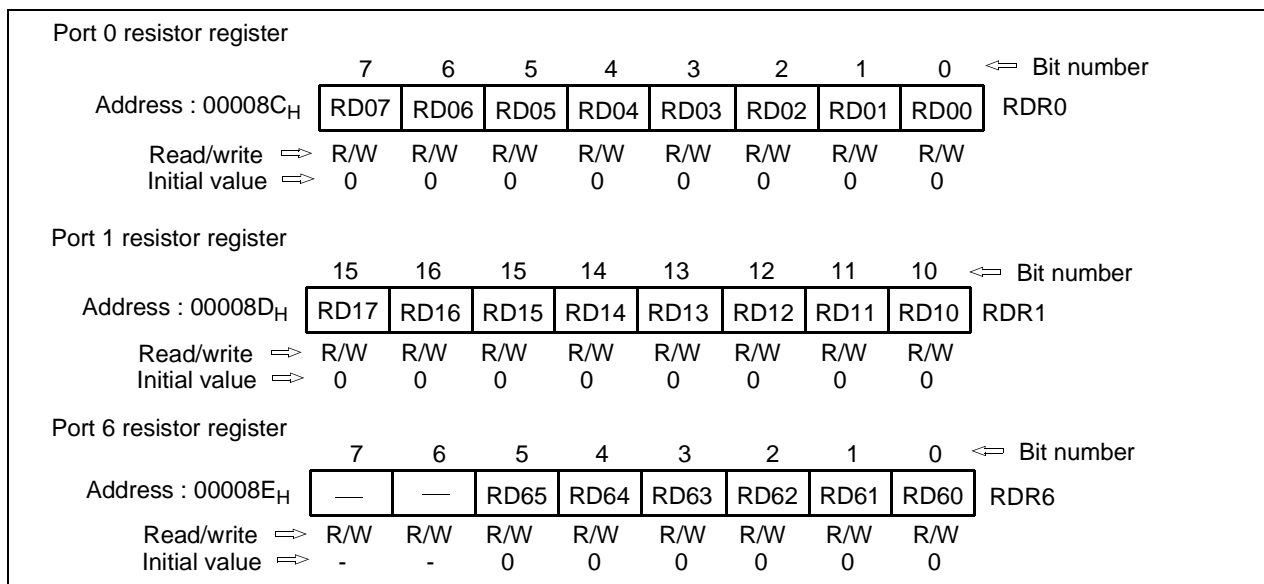 Port 0 resistor register
7 6 5 4 3 2 1 0 ⇐ Bit number
Address : 00008CH RD07 RD06 RD05 RD04 RD03 RD02 RD01 RD00 RDR0
Read/write ⇒ R/W R/W R/W R/W R/W R/W R/W R/W
Initial value ⇒ 0 0 0 0 0 0 0 0
Port 1 resistor register
15 16 15 14 13 12 11 10 ⇐ Bit number
Address : 00008DH RD17 RD16 RD15 RD14 RD13 RD12 RD11 RD10 RDR1
Read/write ⇒ R/W R/W R/W R/W R/W R/W R/W R/W
Initial value ⇒ 0 0 0 0 0 0 0 0
Port 6 resistor register
7 6 5 4 3 2 1 0 ⇐ Bit number
Address : 00008EH — — RD65 RD64 RD63 RD62 RD61 RD60 RDR6
Read/write ⇒ R/W R/W R/W R/W R/W R/W R/W R/W
Initial value ⇒ - - 0 0 0 0 0 0